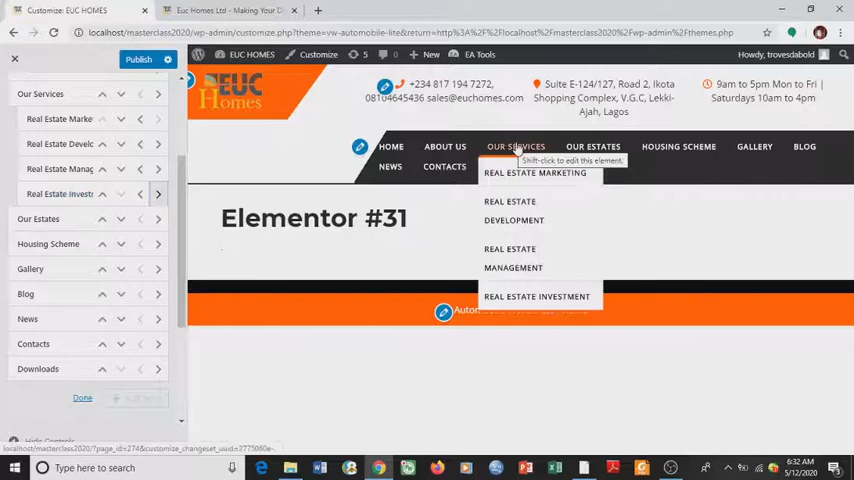 Customize: EUC HOMES
Euc Homes Ltd - Making Your D
localhost/masterclass2020/wp-admin/customize.php?theme=vw-automobile-lite&return=http%3A%2F%2Flocalhost%2Fmasterclass2020%2Fwp-admin%2Fthemes.php
EUC HOMES
Customize
5
0
New
EA Tools
Howdy, trovesdabold
Publish
Our Services
Real Estate Marke
Real Estate Develo
Real Estate Manag
Real Estate Investr
Our Estates
Housing Scheme
Gallery
Blog
News
Contacts
Downloads
Done
Hide Controls
EUC
Homes
+234 817 194 7272,
08104645436 sales@euchomes.com
Suite E-124/127, Road 2, Ikota
Shopping Complex, V.G.C, Lekki-
Ajah, Lagos
9am to 5pm Mon to Fri |
Saturdays 10am to 4pm
HOME
ABOUT US
OUR SERVICES
OUR ESTATES
HOUSING SCHEME
GALLERY
BLOG
NEWS
CONTACTS
Shift-click to edit this element.
REAL ESTATE MARKETING
REAL ESTATE
DEVELOPMENT
REAL ESTATE
MANAGEMENT
REAL ESTATE INVESTMENT
Elementor #31
localhost/masterclass2020/?page_id=274&customize_changeset_uuid=2775060e-...
Type here to search
6:32 AM
5/12/2020